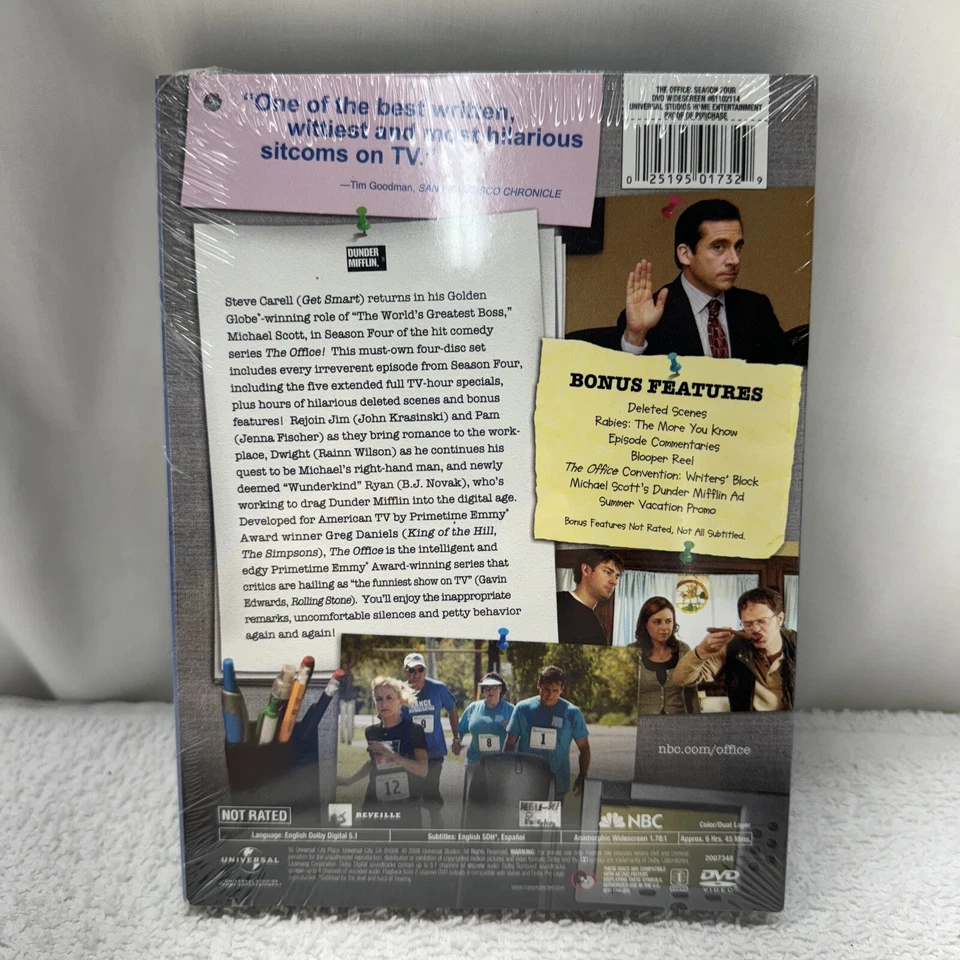 "One of the best written,
wittiest and most hilarious
sitcoms on TV."
—Tim Goodman, SAN FRANCISCO CHRONICLE
THE OFFICE: SEASON FOUR
DVD WIDESCREEN #61102114
UNIVERSAL STUDIOS HOME ENTERTAINMENT
PROOF OF PURCHASE
0 25195 01732 9
DUNDER
MIFFLIN,
Steve Carell (Get Smart) returns in his Golden
Globe®-winning role of "The World's Greatest Boss,"
Michael Scott, in Season Four of the hit comedy
series The Office! This must-own four-disc set
includes every irreverent episode from Season Four,
including the five extended full TV-hour specials,
plus hours of hilarious deleted scenes and bonus
features! Rejoin Jim (John Krasinski) and Pam
(Jenna Fischer) as they bring romance to the work-
place, Dwight (Rainn Wilson) as he continues his
quest to be Michael's right-hand man, and newly
deemed "Wunderkind" Ryan (B.J. Novak), who's
working to drag Dunder Mifflin into the digital age.
Developed for American TV by Primetime Emmy®
Award winner Greg Daniels (King of the Hill,
The Simpsons), The Office is the intelligent and
edgy Primetime Emmy® Award-winning series that
critics are hailing as "the funniest show on TV" (Gavin
Edwards, Rolling Stone). You'll enjoy the inappropriate
remarks, uncomfortable silences and petty behavior
again and again!
BONUS FEATURES
Deleted Scenes
Rabies: The More You Know
Episode Commentaries
Blooper Reel
The Office Convention: Writers' Block
Michael Scott's Dunder Mifflin Ad
Summer Vacation Promo
Bonus Features Not Rated, Not All Subtitled.
9
8
1
12
nbc.com/office
NOT RATED
REVEILLE
NBC
Color/Dual Layer
Language: English Dolby Digital 5.1
Subtitles: English SDH*, Español
Anamorphic Widescreen 1.78:1
Approx. 6 Hrs. 45 Mins.
UNIVERSAL
2007349
1
DVD
VIDEO